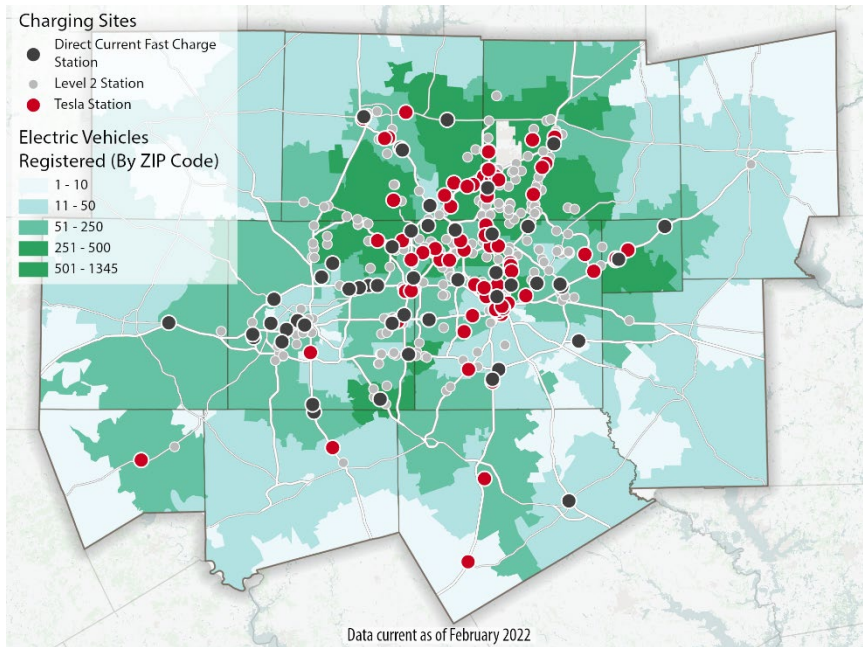 Charging Sites
Direct Current Fast Charge
Station
Level 2 Station
Tesla Station
Electric Vehicles
Registered (By ZIP Code)
1 - 10
11 - 50
51 - 250
251 - 500
501 - 1345
Data current as of February 2022